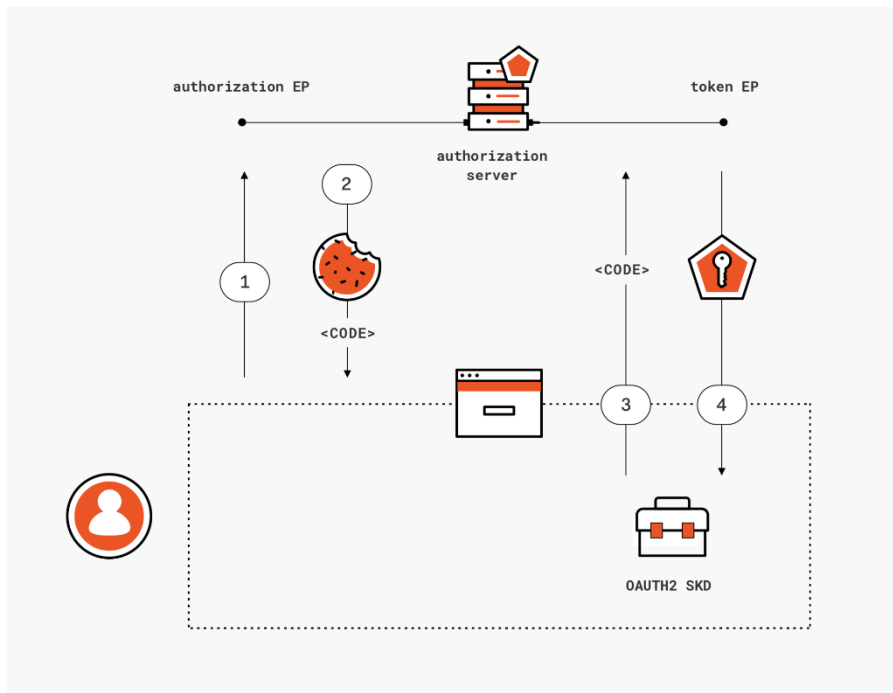 authorization EP
token EP
authorization
server
2
1
<CODE>
<CODE>
3
4
OAUTH2 SKD